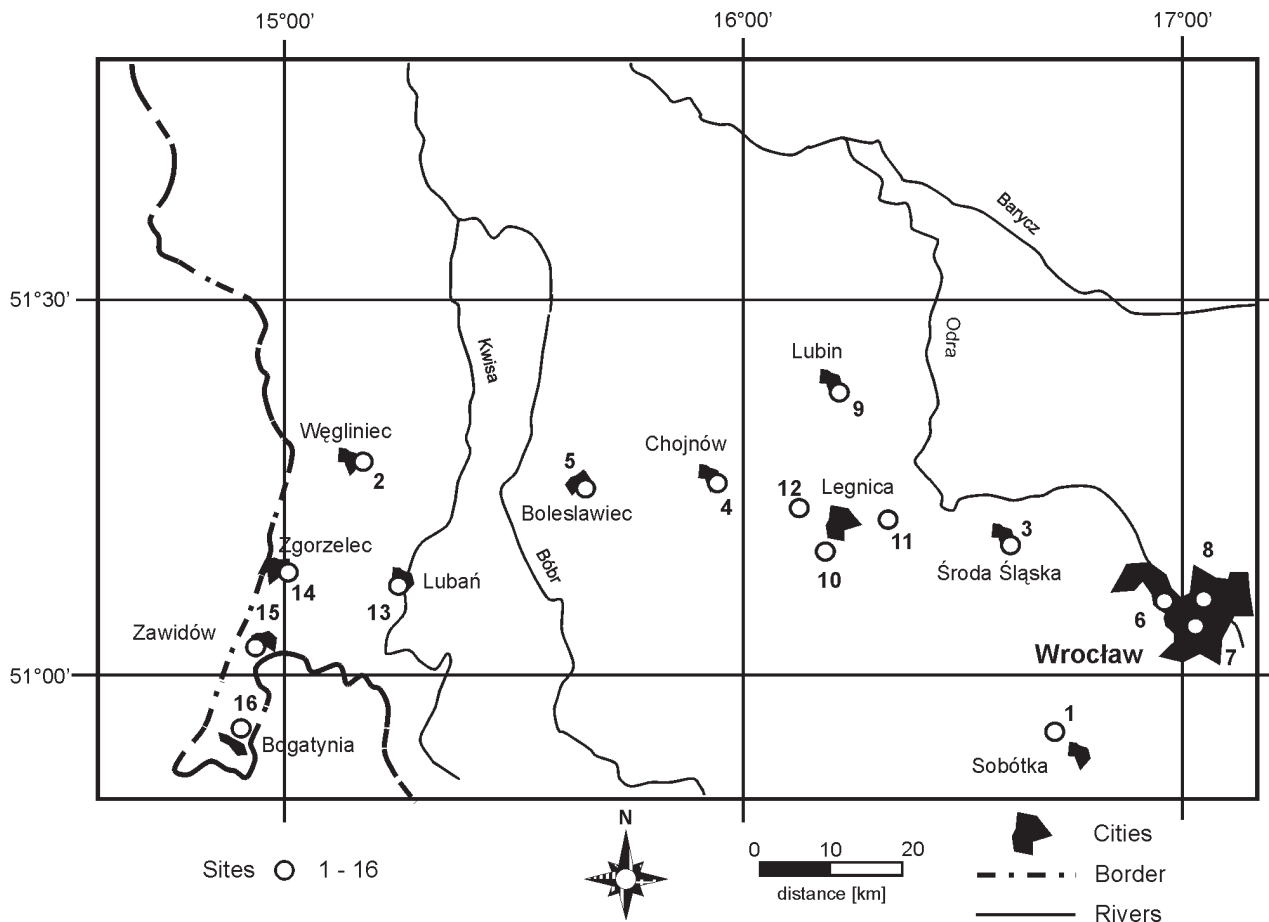 15°00'
16°00'
17°00'
Barycz
51°30'
Odra
Kwisa
Lubin
9
Węgliniec
2
Chojnów
4
5
Boleslawiec
12
Legnica
11
10
3
Środa Śląska
8
Zgorzelec
14
Lubań
13
Bóbr
15
Zawidów
6
Wrocław
7
51°00'
16
Bogatynia
1
Sobótka
N
Sites 1 - 16
0 10 20
distance [km]
Cities
Border
Rivers